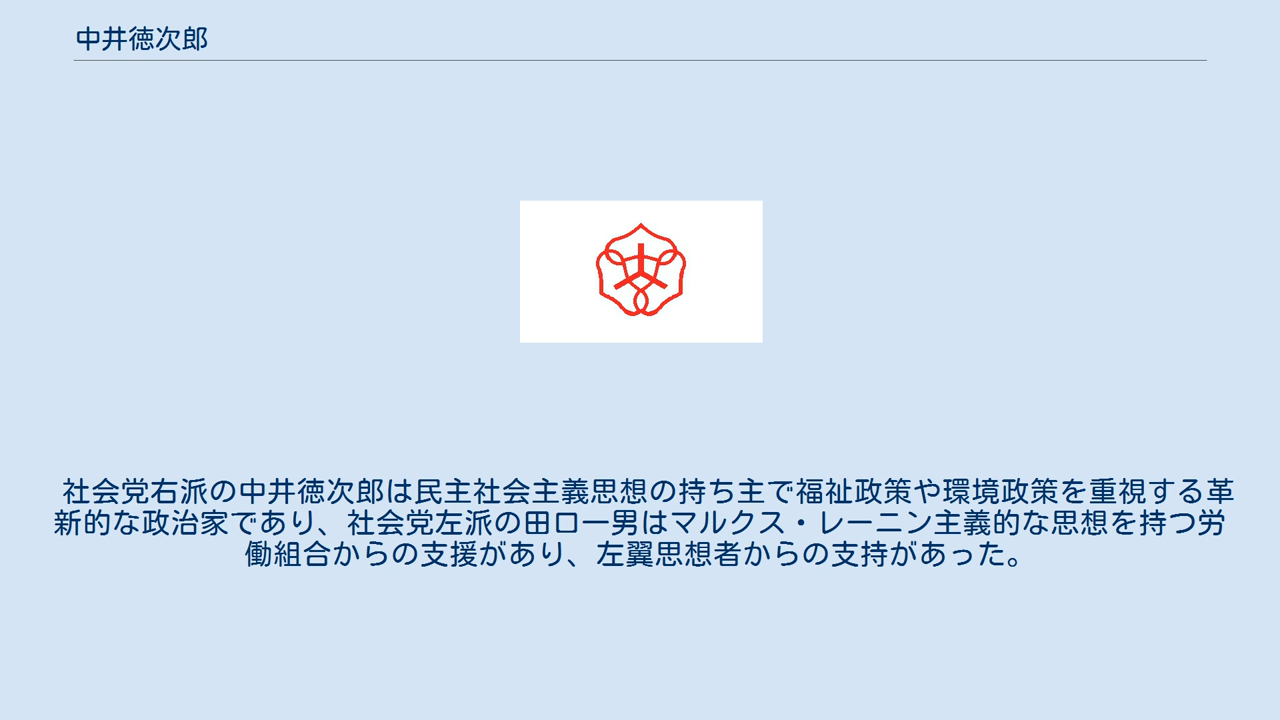 中井徳次郎
社会党右派の中井徳次郎は民主社会主義思想の持ち主で福祉政策や環境政策を重視する革
新的な政治家であり、社会党左派の田口一男はマルクス・レーニン主義的な思想を持つ労
働組合からの支援があり、左翼思想者からの支持があった。